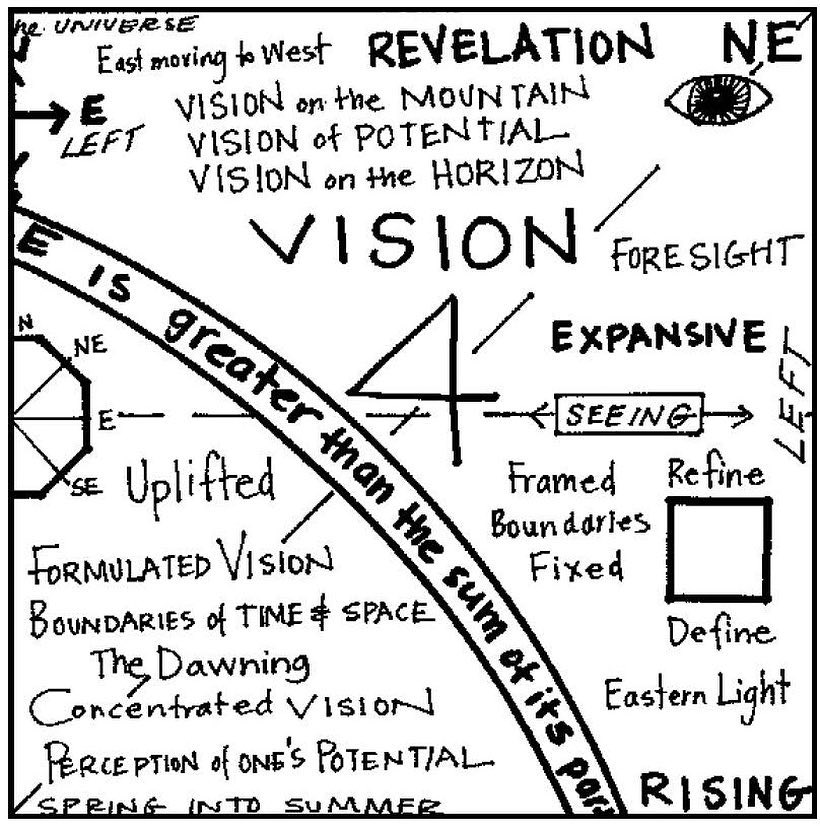 he UNIVERSE
East moving to West
REVELATION
NE
E
LEFT
VISION on the MOUNTAIN
VISION of POTENTIAL
VISION on the HORIZON
VISION
FORESIGHT
E is greater than the sum of its par
4
EXPANSIVE
LEFT
N
NE
E
SE
SEEING
Uplifted
Framed
Boundaries
Fixed
Refine
Define
FORMULATED VISION
BOUNDARIES of TIME & SPACE
The Dawning
Concentrated VISION
PERCEPTION of ONE'S POTENTIAL
SPRING INTO SUMMER
Eastern Light
RISING